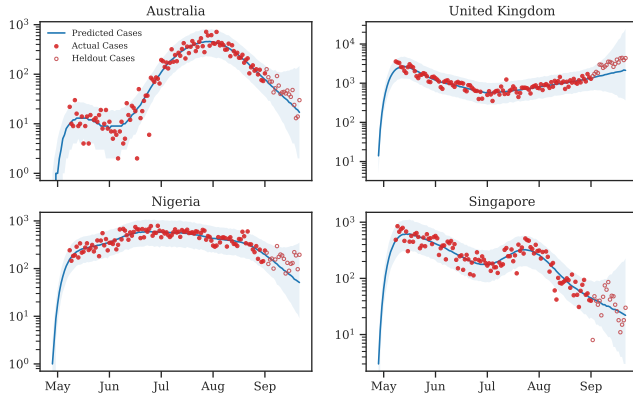 Australia
10³
10²
10¹
10⁰
Predicted Cases
Actual Cases
Heldout Cases
United Kingdom
10⁴
10³
10²
10¹
Nigeria
10³
10²
10¹
10⁰
May Jun Jul Aug Sep
Singapore
10³
10²
10¹
May Jun Jul Aug Sep